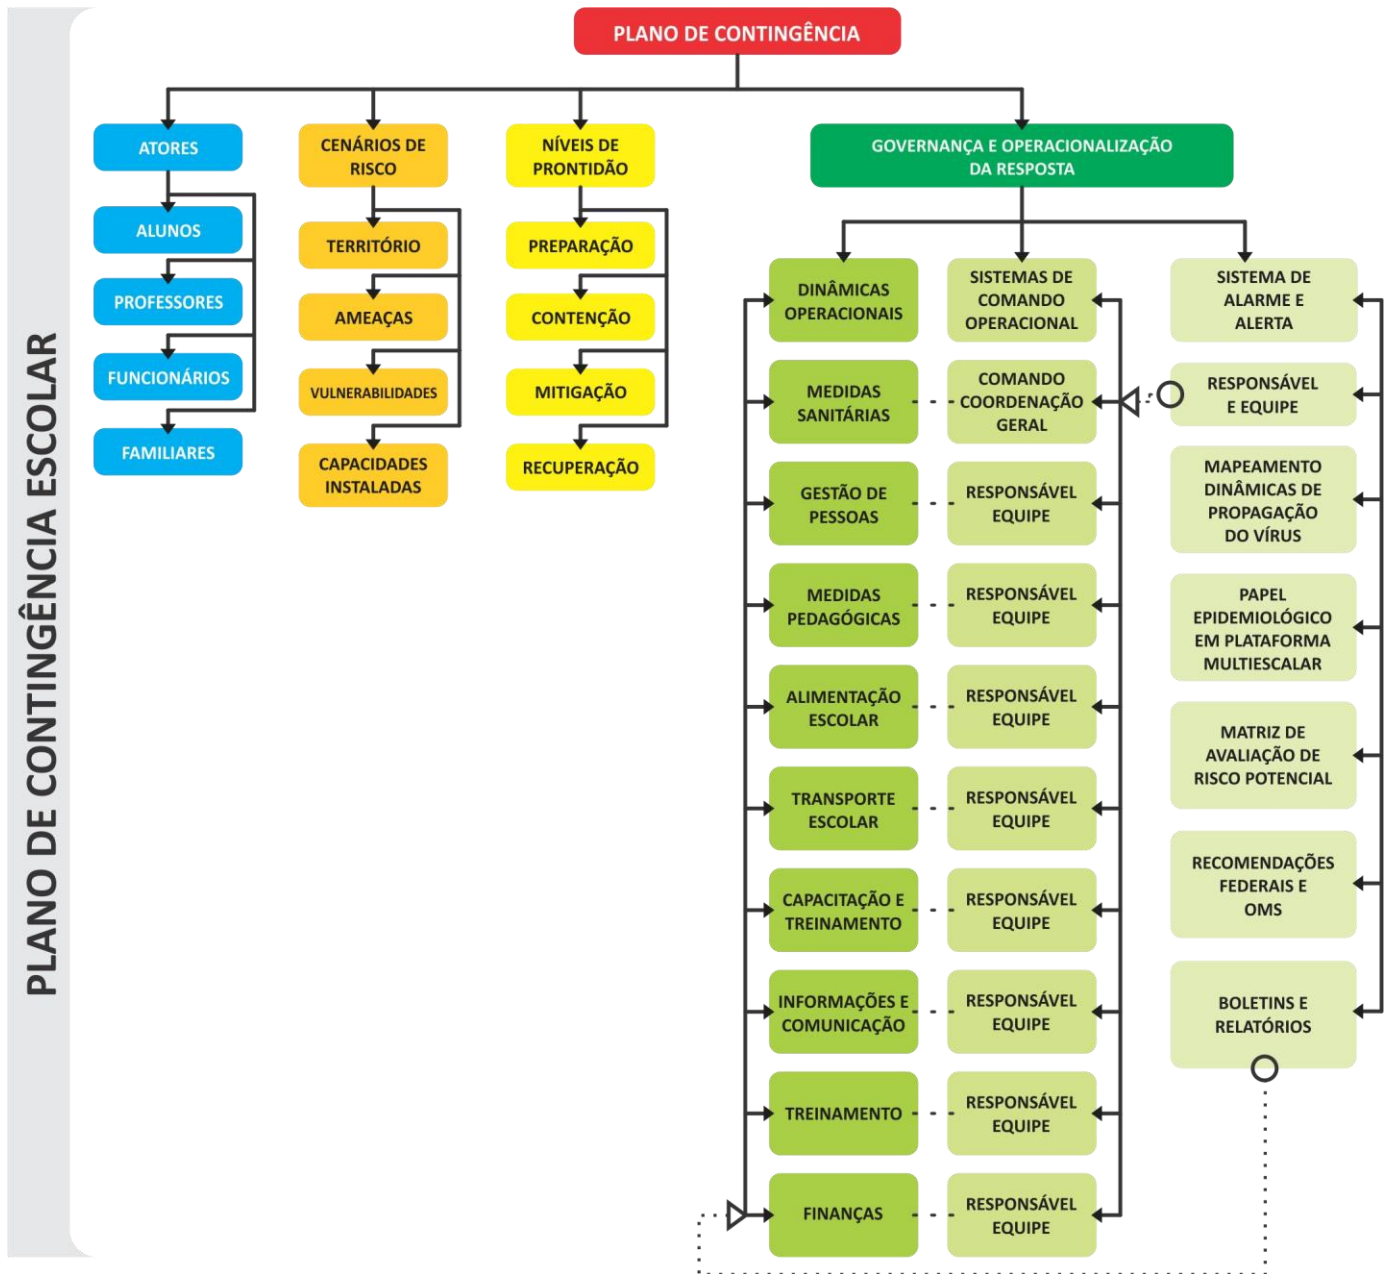 PLANO DE CONTINGÊNCIA ESCOLAR
PLANO DE CONTINGÊNCIA
ATORES
ALUNOS
PROFESSORES
FUNCIONÁRIOS
FAMILIARES
CENÁRIOS DE
RISCO
TERRITÓRIO
AMEAÇAS
VULNERABILIDADES
CAPACIDADES
INSTALADAS
NÍVEIS DE
PRONTIDÃO
PREPARAÇÃO
CONTENÇÃO
MITIGAÇÃO
RECUPERAÇÃO
GOVERNANÇA E OPERACIONALIZAÇÃO
DA RESPOSTA
DINÂMICAS
OPERACIONAIS
MEDIDAS
SANITÁRIAS
GESTÃO DE
PESSOAS
MEDIDAS
PEDAGÓGICAS
ALIMENTAÇÃO
ESCOLAR
TRANSPORTE
ESCOLAR
CAPACITAÇÃO E
TREINAMENTO
INFORMAÇÕES E
COMUNICAÇÃO
TREINAMENTO
FINANÇAS
SISTEMAS DE
COMANDO
OPERACIONAL
COMANDO
COORDENAÇÃO
GERAL
RESPONSÁVEL
EQUIPE
RESPONSÁVEL
EQUIPE
RESPONSÁVEL
EQUIPE
RESPONSÁVEL
EQUIPE
RESPONSÁVEL
EQUIPE
RESPONSÁVEL
EQUIPE
RESPONSÁVEL
EQUIPE
RESPONSÁVEL
EQUIPE
SISTEMA DE
ALARME E
ALERTA
RESPONSÁVEL
E EQUIPE
MAPEAMENTO
DINÂMICAS DE
PROPAGAÇÃO
DO VÍRUS
PAPEL
EPIDEMIOLÓGICO
EM PLATAFORMA
MULTIESCALAR
MATRIZ DE
AVALIAÇÃO DE
RISCO POTENCIAL
RECOMENDAÇÕES
FEDERAIS E
OMS
BOLETINS E
RELATÓRIOS